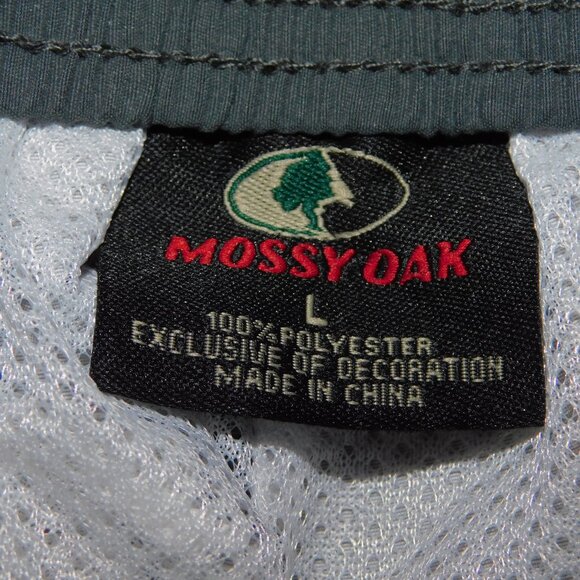 MOSSY OAK
L
100% POLYESTER
EXCLUSIVE OF DECORATION
MADE IN CHINA